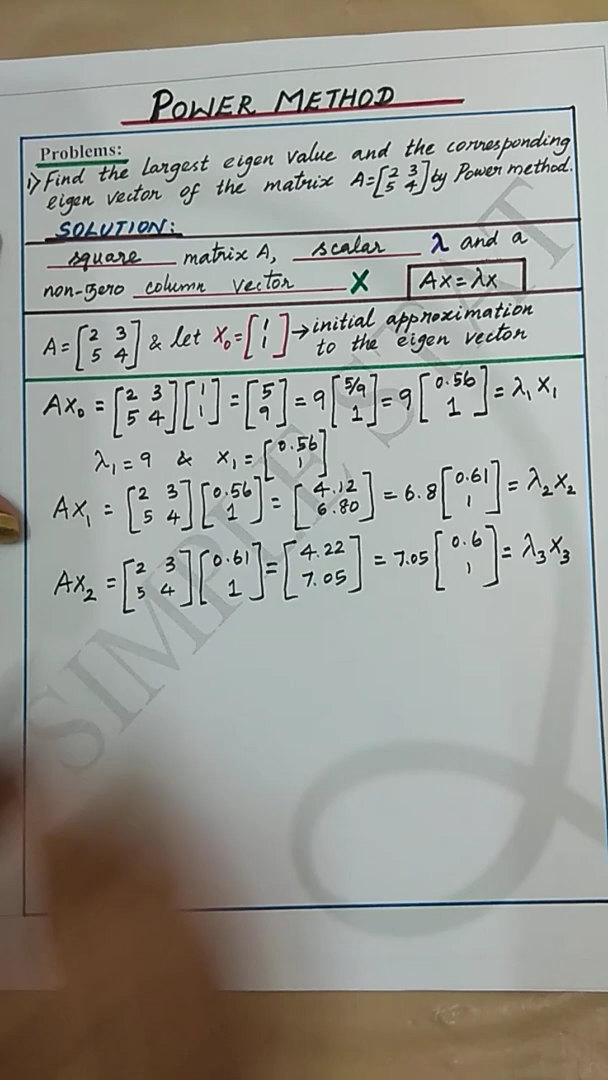 POWER METHOD
Problems:
1) Find the largest eigen value and the corresponding
eigen vector of the matrix A=[2 3; 5 4] by Power method.
SOLUTION:
square matrix A, scalar λ and a
non-zero column vector X Ax=λx
A=[2 3; 5 4] & let X₀=[1; 1] → initial approximation
to the eigen vector
AX₀ = [2 3; 5 4][1; 1] = [5; 9] = 9[5/9; 1] = 9[0.56; 1] = λ₁X₁
λ₁=9 & x₁=[0.56; 1]
AX₁ = [2 3; 5 4][0.56; 1] = [4.12; 6.80] = 6.8[0.61; 1] = λ₂X₂
AX₂ = [2 3; 5 4][0.61; 1] = [4.22; 7.05] = 7.05[0.6; 1] = λ₃X₃
SIMPLE STAT